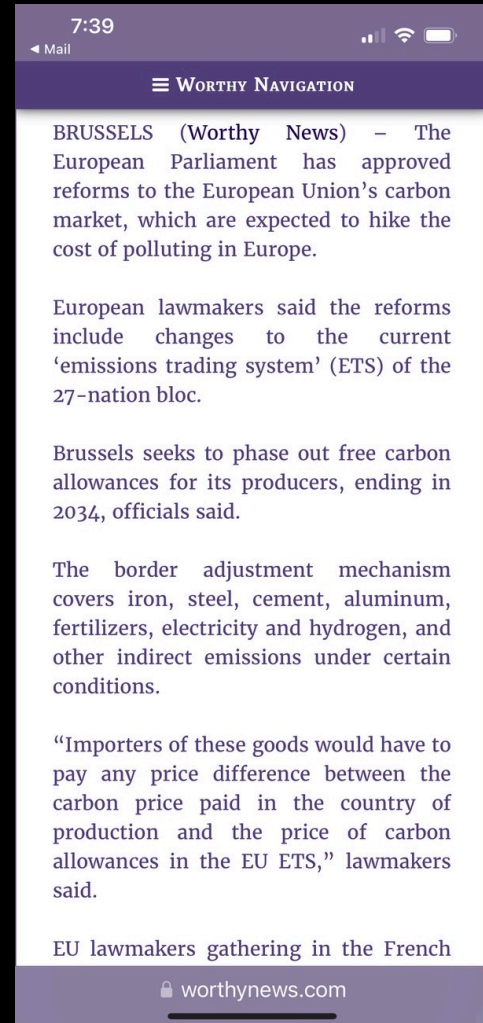 7:39
◀ Mail
☰ WORTHY NAVIGATION
BRUSSELS (Worthy News) – The
European Parliament has approved
reforms to the European Union’s carbon
market, which are expected to hike the
cost of polluting in Europe.
European lawmakers said the reforms
include changes to the current
‘emissions trading system’ (ETS) of the
27-nation bloc.
Brussels seeks to phase out free carbon
allowances for its producers, ending in
2034, officials said.
The border adjustment mechanism
covers iron, steel, cement, aluminum,
fertilizers, electricity and hydrogen, and
other indirect emissions under certain
conditions.
“Importers of these goods would have to
pay any price difference between the
carbon price paid in the country of
production and the price of carbon
allowances in the EU ETS,” lawmakers
said.
EU lawmakers gathering in the French
worthynews.com